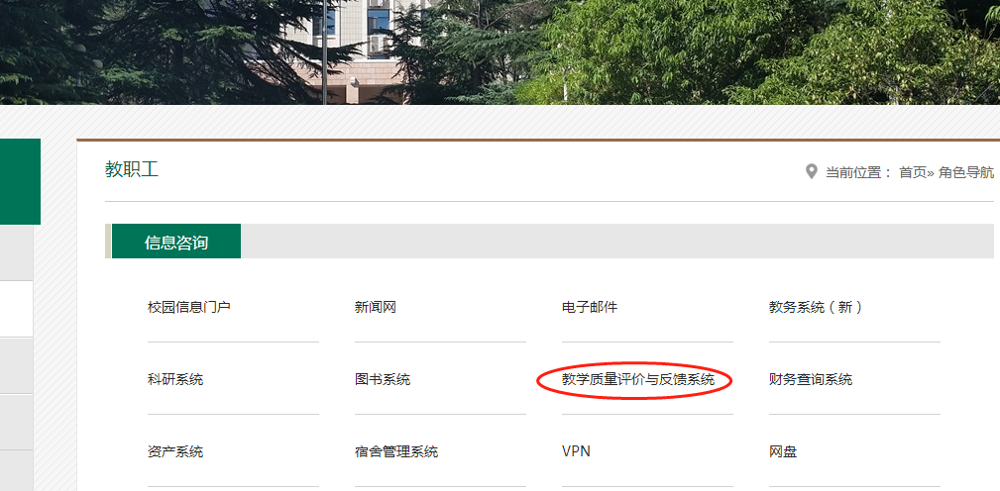 教职工
当前位置： 首页» 角色导航
信息咨询
校园信息门户 新闻网 电子邮件 教务系统（新）
科研系统 图书系统 教学质量评价与反馈系统 财务查询系统
资产系统 宿舍管理系统 VPN 网盘